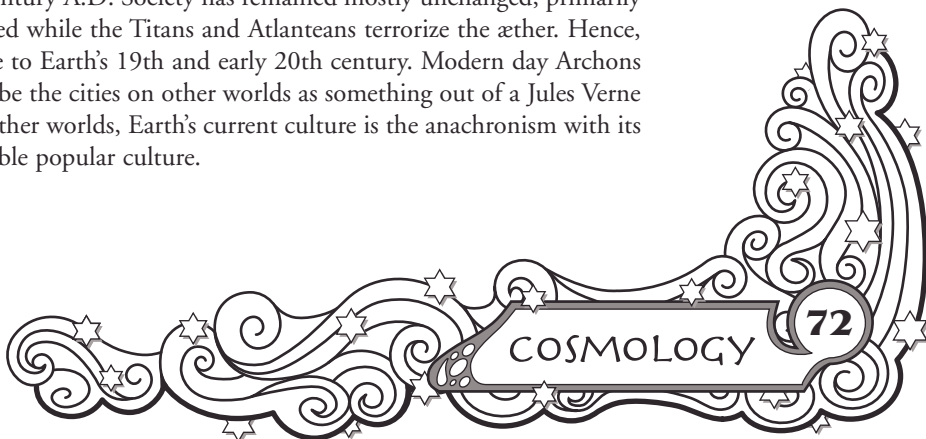 entury A.D. Society has remained mostly unchanged, primarily
ed while the Titans and Atlanteans terrorize the æther. Hence,
e to Earth's 19th and early 20th century. Modern day Archons
be the cities on other worlds as something out of a Jules Verne
ther worlds, Earth's current culture is the anachronism with its
ble popular culture.
COSMOLOGY
72